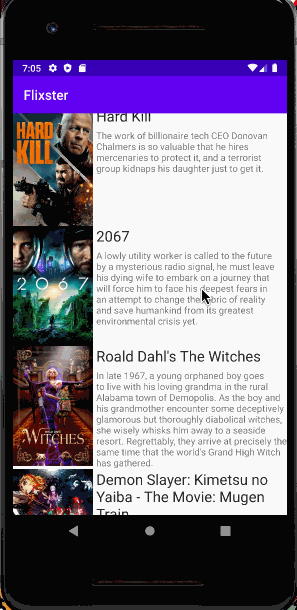 7:05
Flixster
Hard Kill
HARD
KILL
The work of billionaire tech CEO Donovan
Chalmers is so valuable that he hires
mercenaries to protect it, and a terrorist
group kidnaps his daughter just to get it.
2067
2067
A lowly utility worker is called to the future
by a mysterious radio signal, he must leave
his dying wife to embark on a journey that
will force him to face his deepest fears in
an attempt to change the fabric of reality
and save humankind from its greatest
environmental crisis yet.
Roald Dahl's The Witches
WITCHES
In late 1967, a young orphaned boy goes
to live with his loving grandma in the rural
Alabama town of Demopolis. As the boy and
his grandmother encounter some deceptively
glamorous but thoroughly diabolical witches,
she wisely whisks him away to a seaside
resort. Regrettably, they arrive at precisely the
same time that the world's Grand High Witch
has gathered.
Demon Slayer: Kimetsu no
Yaiba - The Movie: Mugen
Train